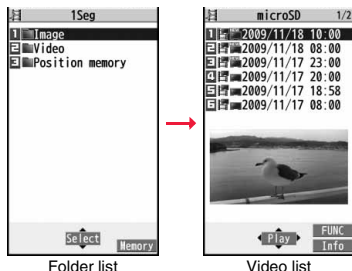 1Seg
1 Image
2 Video
3 Position memory
Select
Memory
Folder list
microSD 1/2
1 2009/11/18 10:00
2 2009/11/18 08:00
3 2009/11/17 23:00
4 2009/11/17 20:00
5 2009/11/17 18:58
6 2009/11/17 08:00
Play
FUNC
Info
Video list